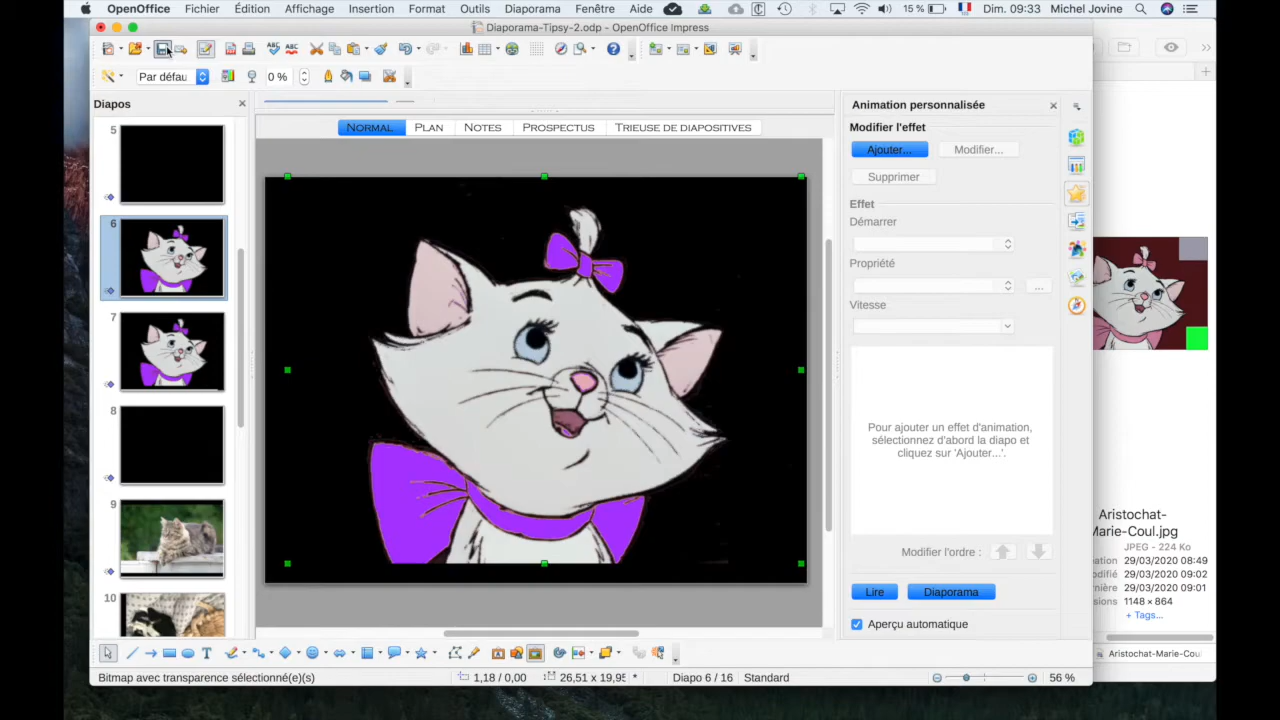 OpenOffice Fichier Édition Affichage Insertion Format Outils Diaporama Fenêtre Aide 15 % Dim. 09:33 Michel Jovine
Diaporama-Tipsy-2.odp - OpenOffice Impress
Par défau 0 %
Diapos
NORMAL PLAN NOTES PROSPECTUS TRIEUSE DE DIAPOSITIVES
5
6
7
8
9
10
Animation personnalisée
Modifier l'effet
Ajouter... Modifier...
Supprimer
Effet
Démarrer
Propriété
...
Vitesse
Pour ajouter un effet d'animation,
sélectionnez d'abord la diapo et
cliquez sur 'Ajouter...'.
Modifier l'ordre :
Lire Diaporama
Aperçu automatique
Aristochat-
Marie-Coul.jpg
JPEG - 224 Ko
éation 29/03/2020 08:49
odifié 29/03/2020 09:02
29/03/2020 09:01
sions 1148 × 864
+ Tags...
Aristochat-Marie-Cou
Bitmap avec transparence sélectionné(e)(s) 1,18 / 0,00 26,51 x 19,95 * Diapo 6 / 16 Standard 56 %